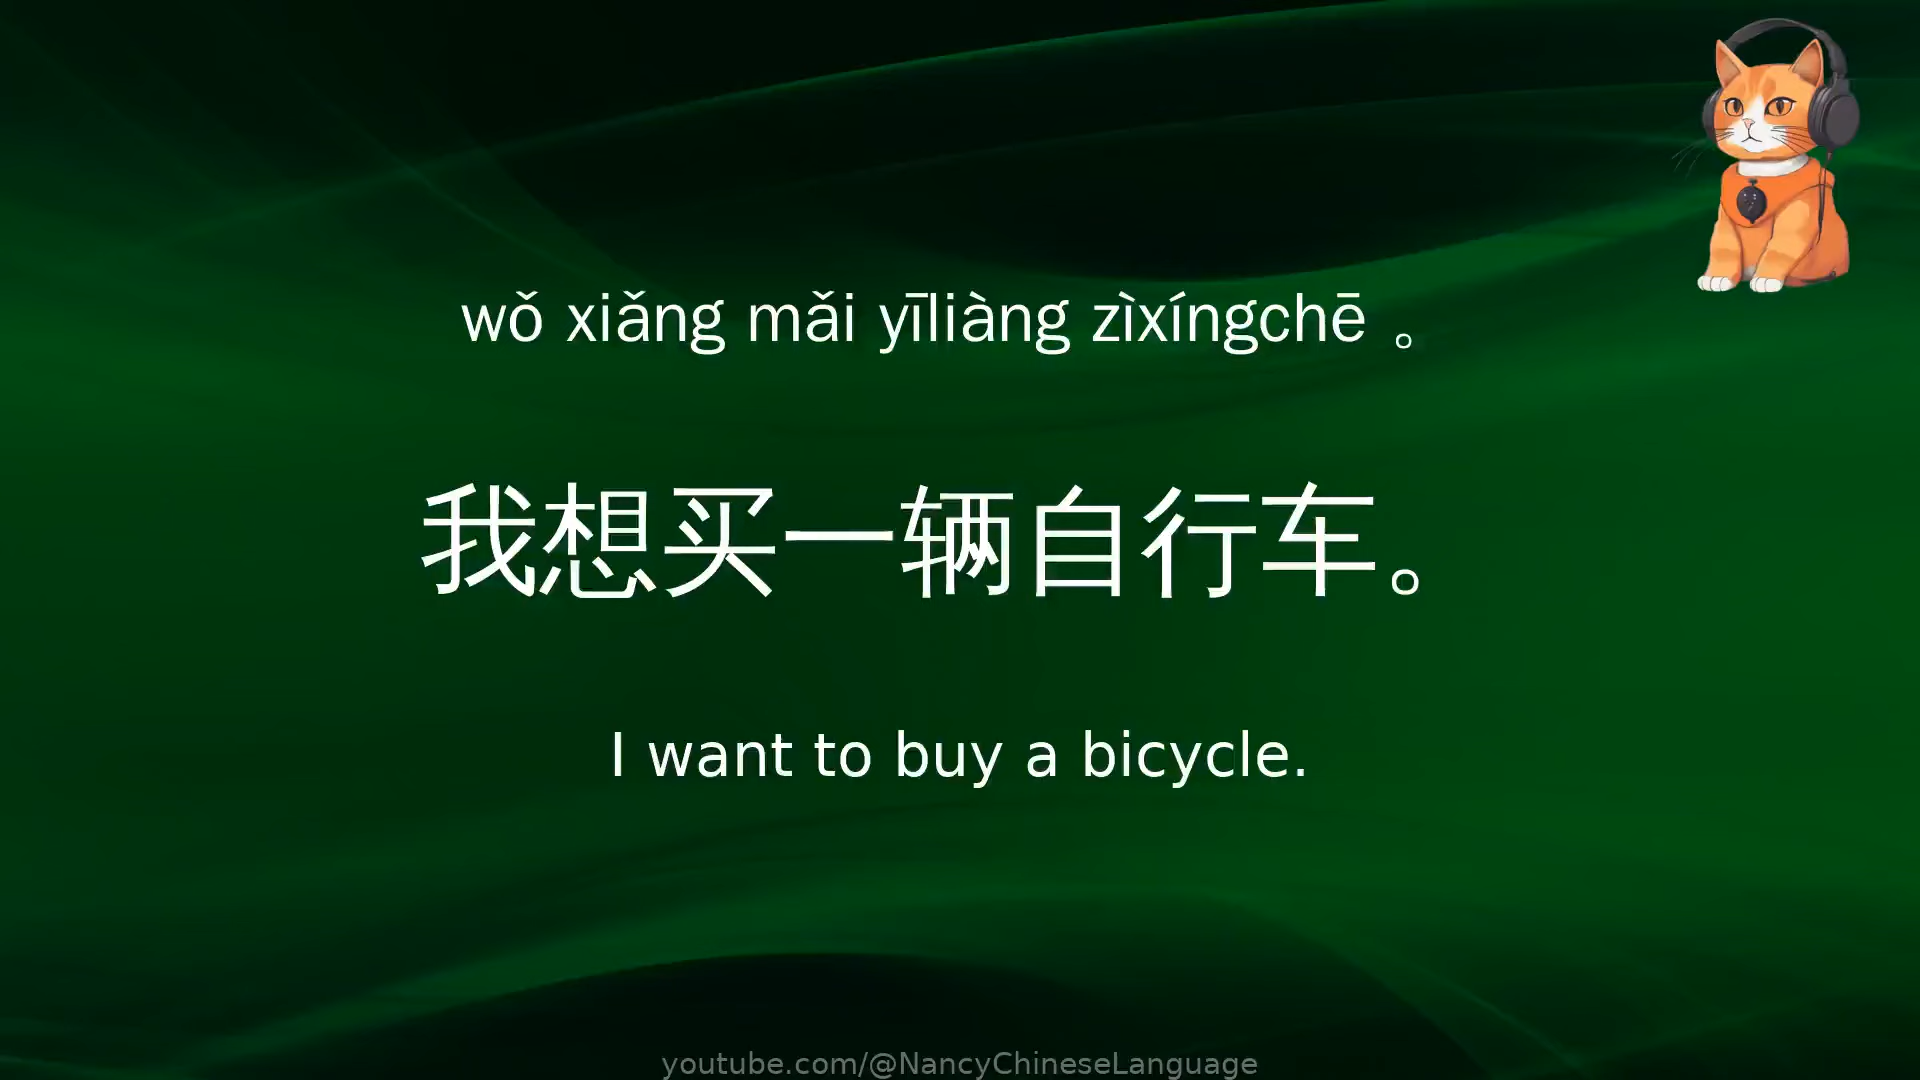 wǒ xiǎng mǎi yīliàng zìxíngchē 。
我想买一辆自行车。
I want to buy a bicycle.
youtube.com/@NancyChineseLanguage